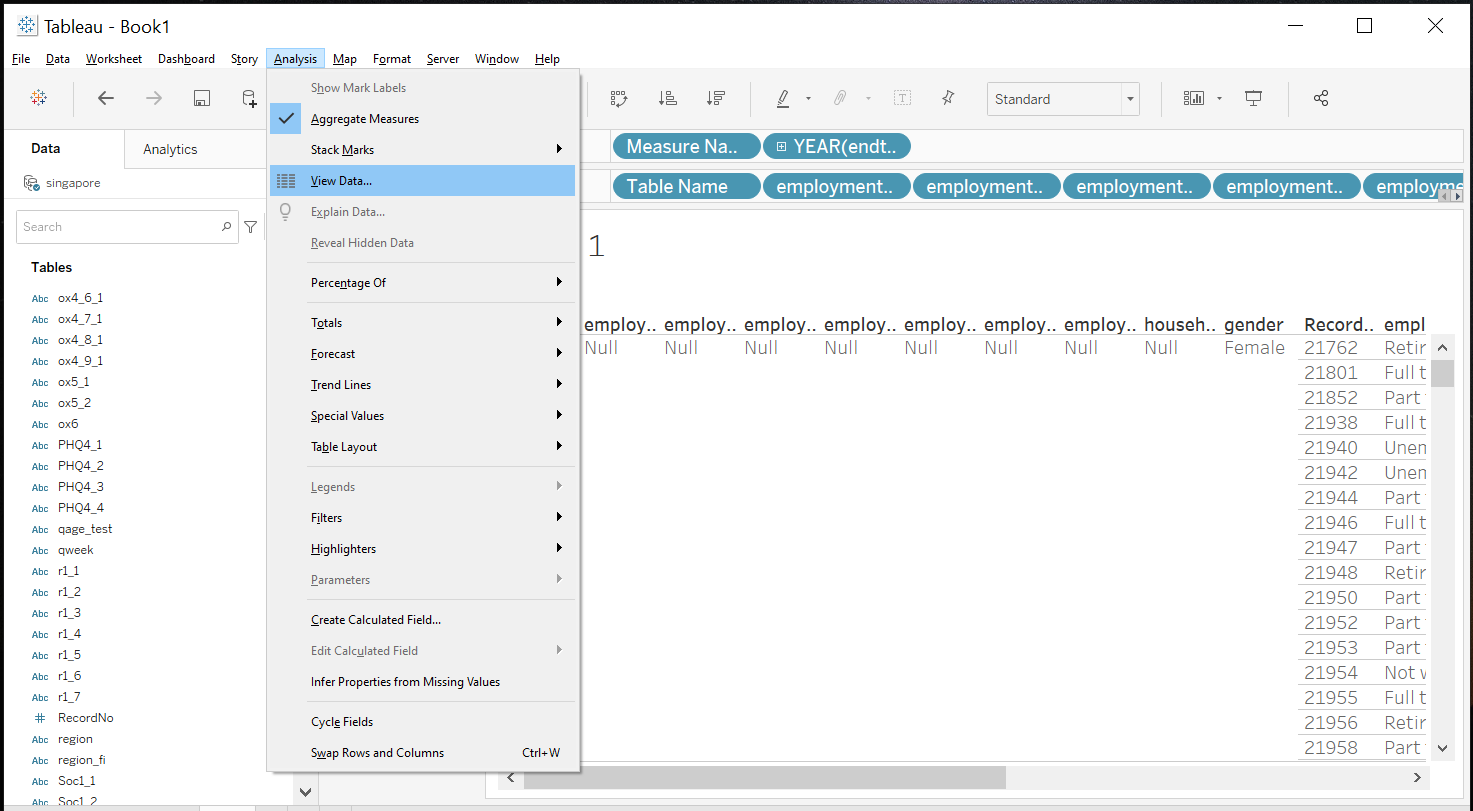 Tableau - Book1
File Data Worksheet Dashboard Story Analysis Map Format Server Window Help
Standard
Data Analytics
singapore
Search
Tables
Abc ox4_6_1
Abc ox4_7_1
Abc ox4_8_1
Abc ox4_9_1
Abc ox5_1
Abc ox5_2
Abc ox6
Abc PHQ4_1
Abc PHQ4_2
Abc PHQ4_3
Abc PHQ4_4
Abc qage_test
Abc qweek
Abc r1_1
Abc r1_2
Abc r1_3
Abc r1_4
Abc r1_5
Abc r1_6
Abc r1_7
# RecordNo
Abc region
Abc region_fi
Abc Soc1_1
Abc Soc1_2
Show Mark Labels
Aggregate Measures
Stack Marks
View Data...
Explain Data...
Reveal Hidden Data
Percentage Of
Totals
Forecast
Trend Lines
Special Values
Table Layout
Legends
Filters
Highlighters
Parameters
Create Calculated Field...
Edit Calculated Field
Infer Properties from Missing Values
Cycle Fields
Swap Rows and Columns Ctrl+W
Measure Na.. YEAR(endt..
Table Name employment.. employment.. employment.. employment.. employme
1
employ.. employ.. employ.. employ.. employ.. employ.. employ.. househ.. gender Record.. empl
Null Null Null Null Null Null Null Null Female 21762 Retir
21801 Full t
21852 Part
21938 Full t
21940 Unem
21942 Unem
21944 Part
21946 Full t
21947 Part
21948 Retir
21950 Part
21952 Part
21953 Part
21954 Not w
21955 Full t
21956 Retir
21958 Part